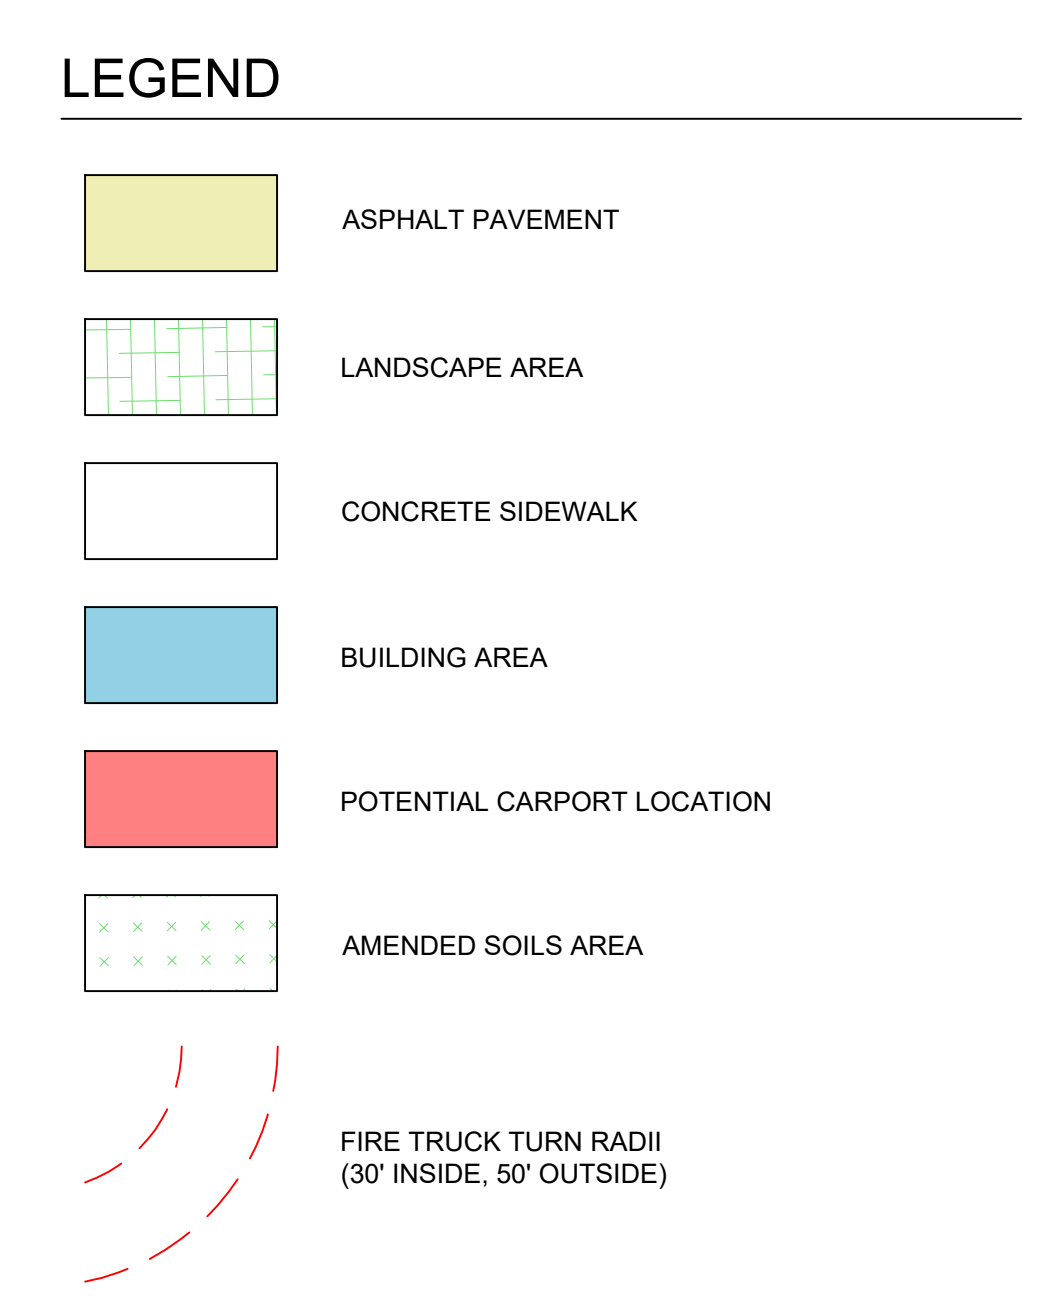 LEGEND
ASPHALT PAVEMENT
LANDSCAPE AREA
CONCRETE SIDEWALK
BUILDING AREA
POTENTIAL CARPORT LOCATION
AMENDED SOILS AREA
FIRE TRUCK TURN RADII
(30' INSIDE, 50' OUTSIDE)